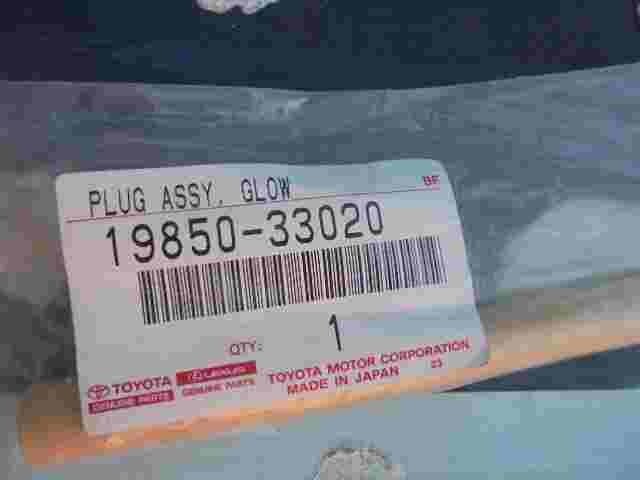 PLUG ASSY, GLOW BF
19850-33020
QTY: 1
TOYOTA LEXUS TOYOTA MOTOR CORPORATION
GENUINE PARTS GENUINE PARTS MADE IN JAPAN 23